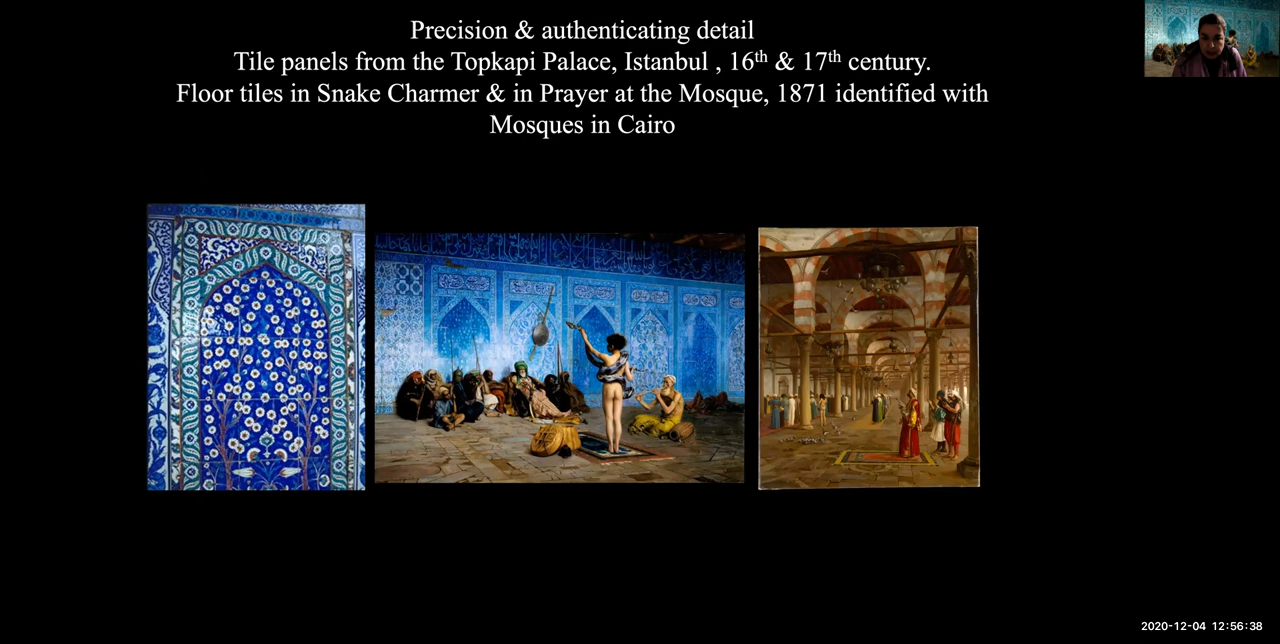 Precision & authenticating detail
Tile panels from the Topkapi Palace, Istanbul , 16th & 17th century.
Floor tiles in Snake Charmer & in Prayer at the Mosque, 1871 identified with
Mosques in Cairo
2020-12-04 12:56:38